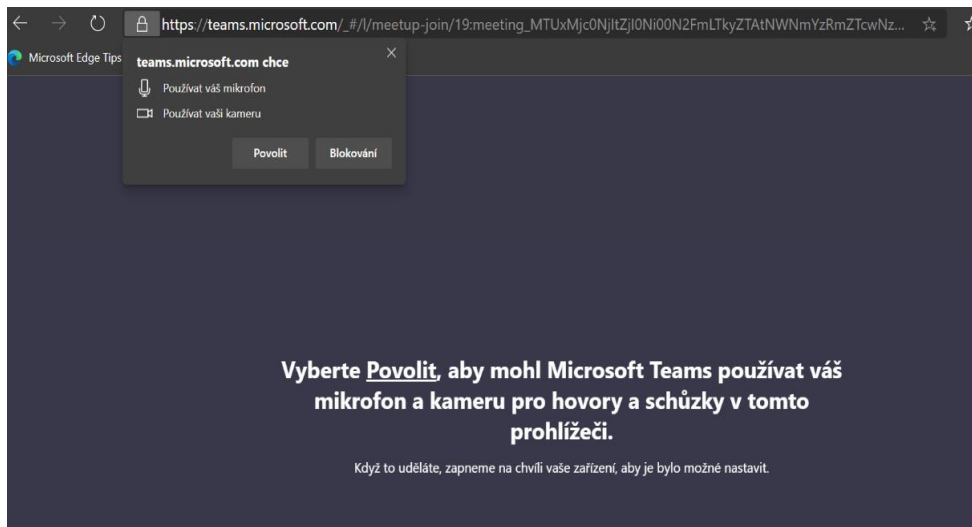 https://teams.microsoft.com/_#/l/meetup-join/19:meeting_MTUxMjc0NjItZjI0Ni00N2FmLTkyZTAtNWNmYzRmZTcwNz...
Microsoft Edge Tips
teams.microsoft.com chce
Používat váš mikrofon
Používat vaši kameru
Povolit Blokování
Vyberte Povolit, aby mohl Microsoft Teams používat váš
mikrofon a kameru pro hovory a schůzky v tomto
prohlížeči.
Když to uděláte, zapneme na chvíli vaše zařízení, aby je bylo možné nastavit.